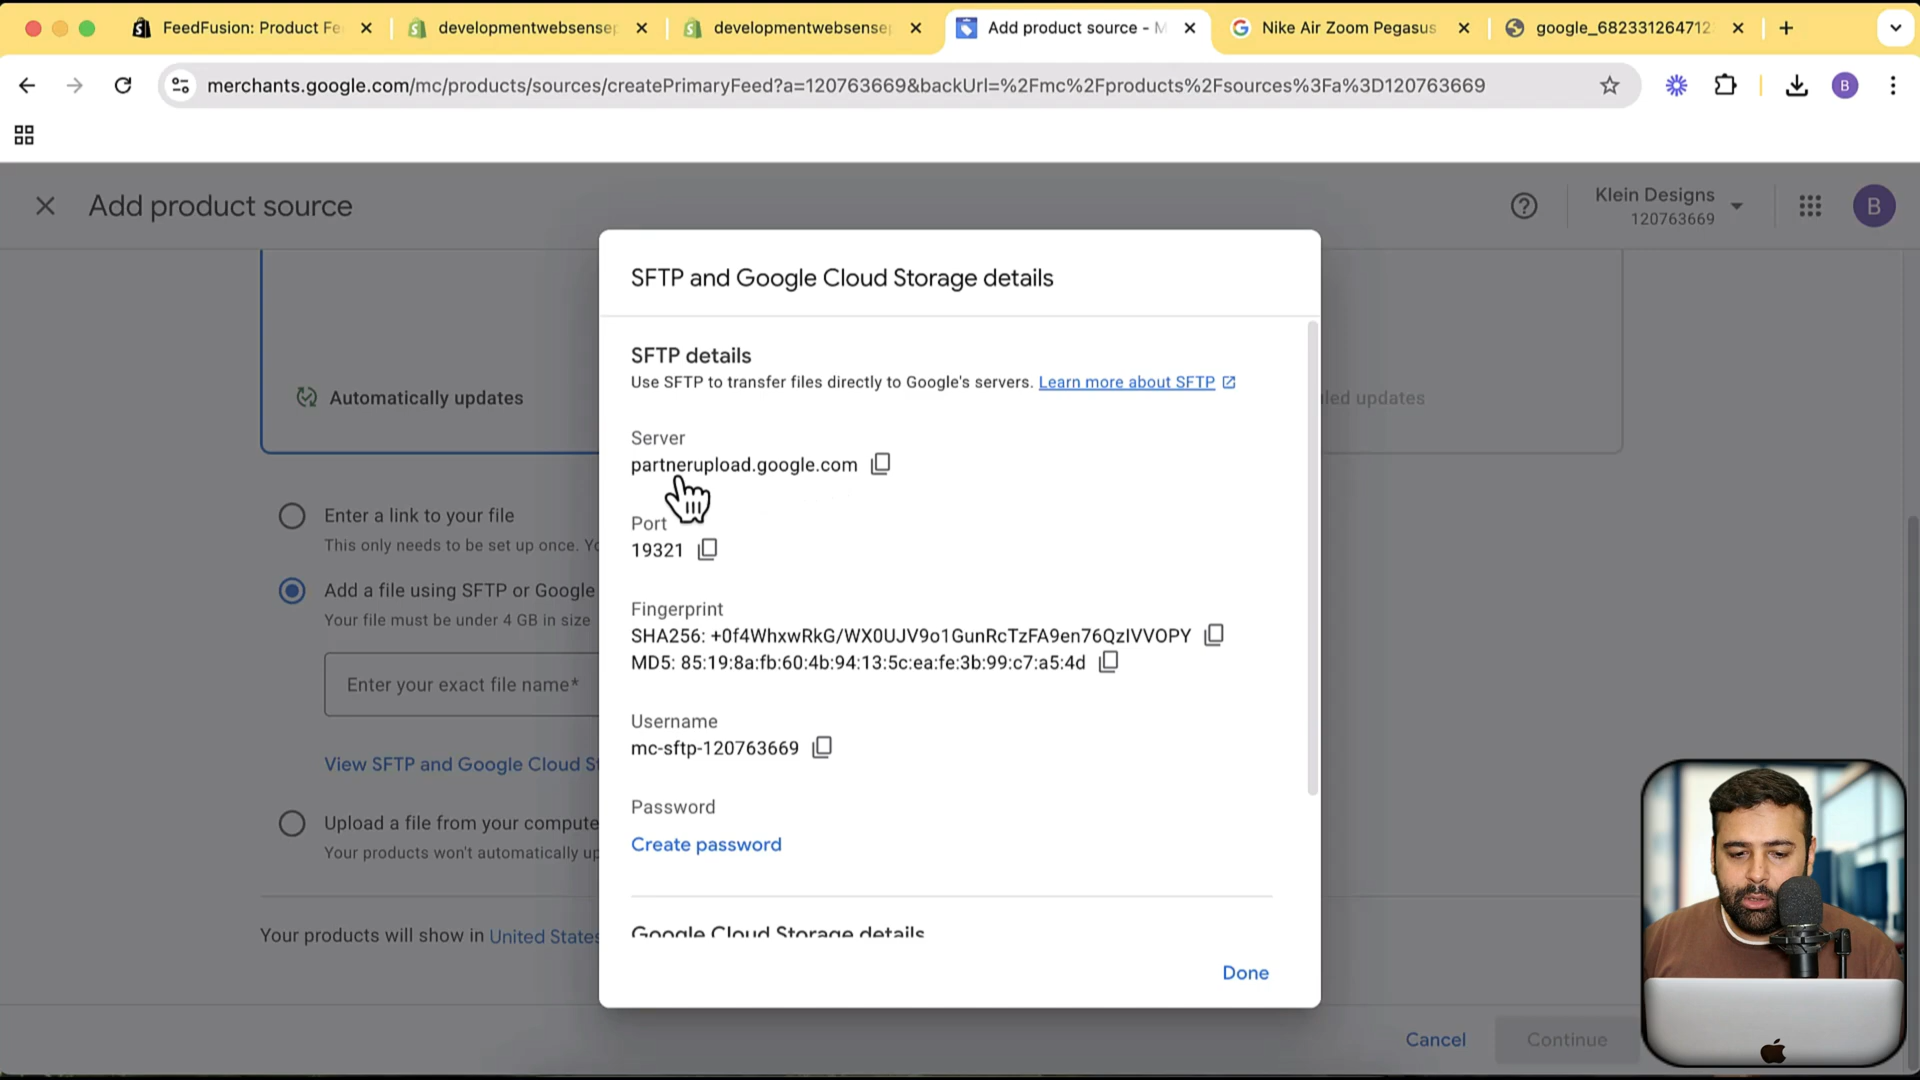 FeedFusion: Product Fe
developmentwebsensep
developmentwebsensep
Add product source - M
Nike Air Zoom Pegasus
google_68233126471
merchants.google.com/mc/products/sources/createPrimaryFeed?a=120763669&backUrl=%2Fmc%2Fproducts%2Fsources%3Fa%3D120763669
B
Add product source
Klein Designs
120763669
B
SFTP and Google Cloud Storage details
SFTP details
Use SFTP to transfer files directly to Google's servers. Learn more about SFTP
Automatically updates
led updates
Server
partnerupload.google.com
Enter a link to your file
This only needs to be set up once. Yo
Port
19321
Add a file using SFTP or Google
Your file must be under 4 GB in size
Fingerprint
SHA256: +0f4WhxwRkG/WX0UJV9o1GunRcTzFA9en76QzIVVOPY
MD5: 85:19:8a:fb:60:4b:94:13:5c:ea:fe:3b:99:c7:a5:4d
Enter your exact file name*
Username
mc-sftp-120763669
View SFTP and Google Cloud St
Password
Create password
Upload a file from your compute
Your products won't automatically up
Your products will show in United States
Google Cloud Storage details
Done
Cancel
Continue